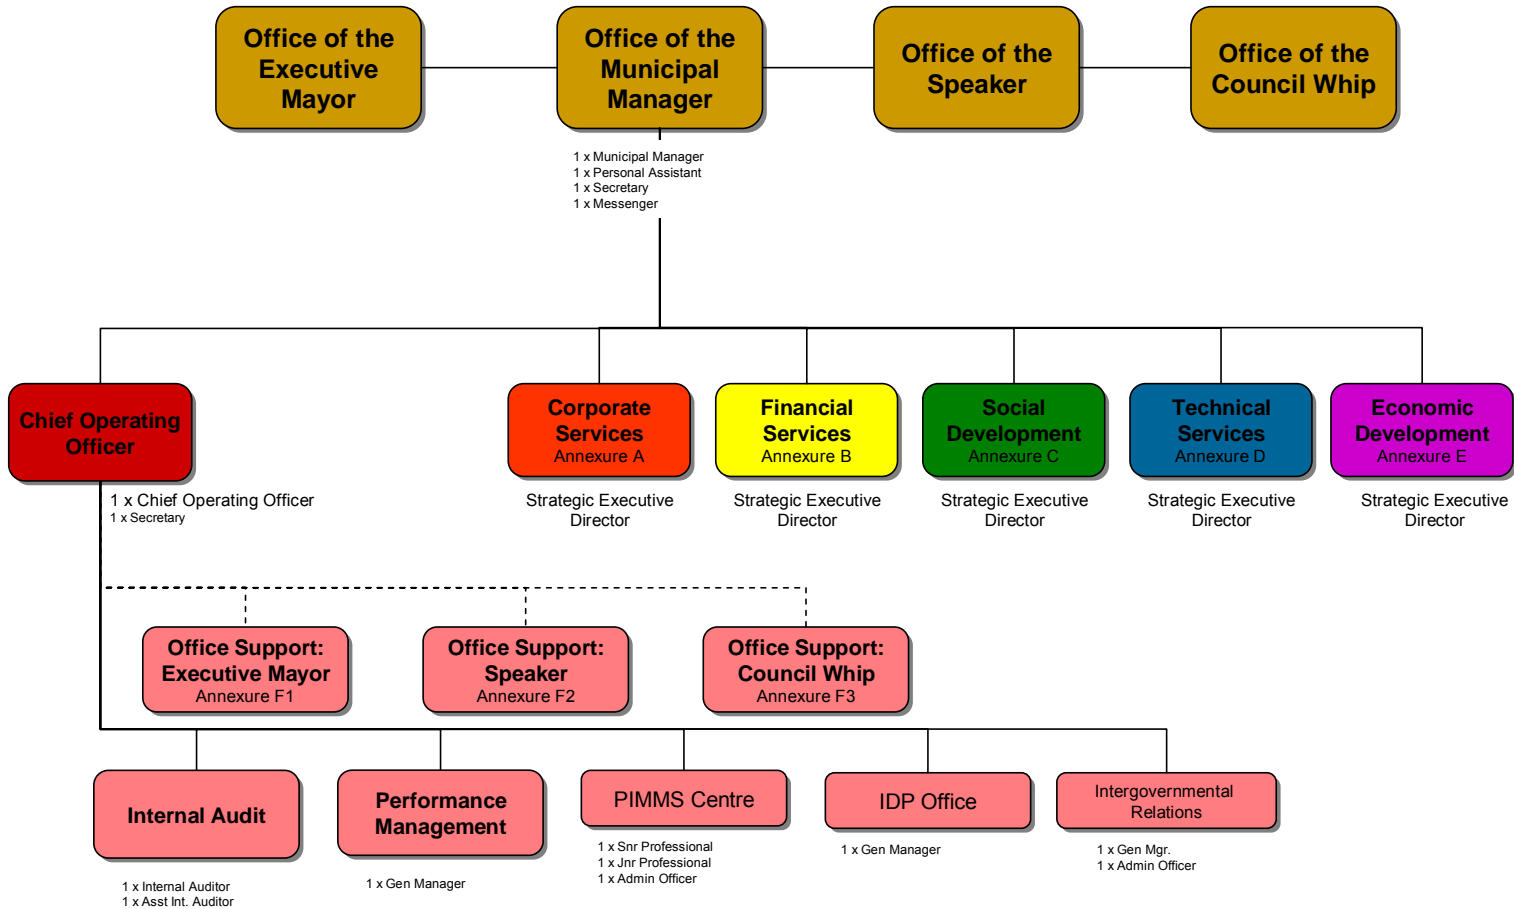 Office of the
Executive
Mayor
Office of the
Municipal
Manager
Office of the
Speaker
Office of the
Council Whip
1 x Municipal Manager
1 x Personal Assistant
1 x Secretary
1 x Messenger
Chief Operating
Officer
1 x Chief Operating Officer
1 x Secretary
Corporate
Services
Annexure A
Strategic Executive
Director
Financial
Services
Annexure B
Strategic Executive
Director
Social
Development
Annexure C
Strategic Executive
Director
Technical
Services
Annexure D
Strategic Executive
Director
Economic
Development
Annexure E
Strategic Executive
Director
Office Support:
Executive Mayor
Annexure F1
Office Support:
Speaker
Annexure F2
Office Support:
Council Whip
Annexure F3
Internal Audit
1 x Internal Auditor
1 x Asst Int. Auditor
Performance
Management
1 x Gen Manager
PIMMS Centre
1 x Snr Professional
1 x Jnr Professional
1 x Admin Officer
IDP Office
1 x Gen Manager
Intergovernmental
Relations
1 x Gen Mgr.
1 x Admin Officer